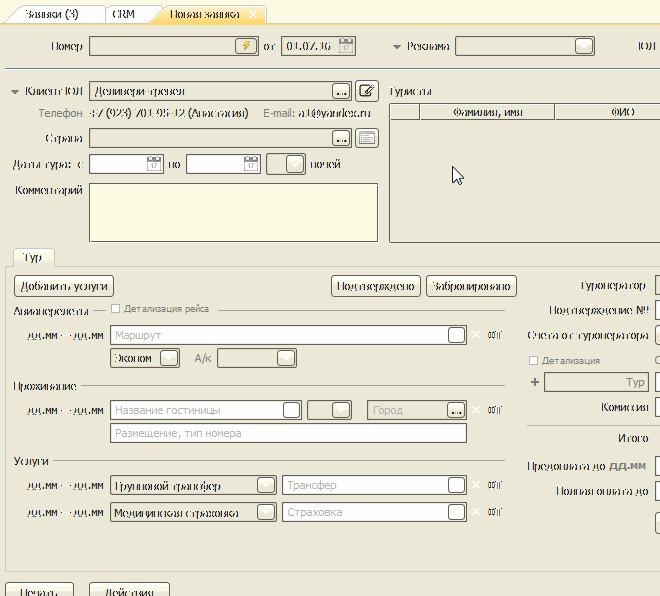 Заявки (3) CRM Новая заявка
Номер от 01.07.16 Реклама ЮЛ
Клиент ЮЛ Деливери тревел ... Туристы
Телефон +7 (923) 701-95-12 (Анастасия) E-mail: a1@yandex.ru Фамилия, имя ФИО
Страна ...
Даты тура: с 17 по 17 ночей
Комментарий
Тур
Добавить услуги Подтверждено Забронировано Туроператор
Авиаперелеты Детализация рейса Подтверждение №
дд.мм — дд.мм Маршрут Счета от туроператора
Эконом А/к Детализация
Проживание + Тур
дд.мм — дд.мм Название гостиницы Город ... Комиссия
Размещение, тип номера
Итого
Услуги Предоплата до дд.мм
дд.мм — дд.мм Групповой трансфер Трансфер Полная оплата до
дд.мм — дд.мм Медицинская страховка Страховка
Печать Действия